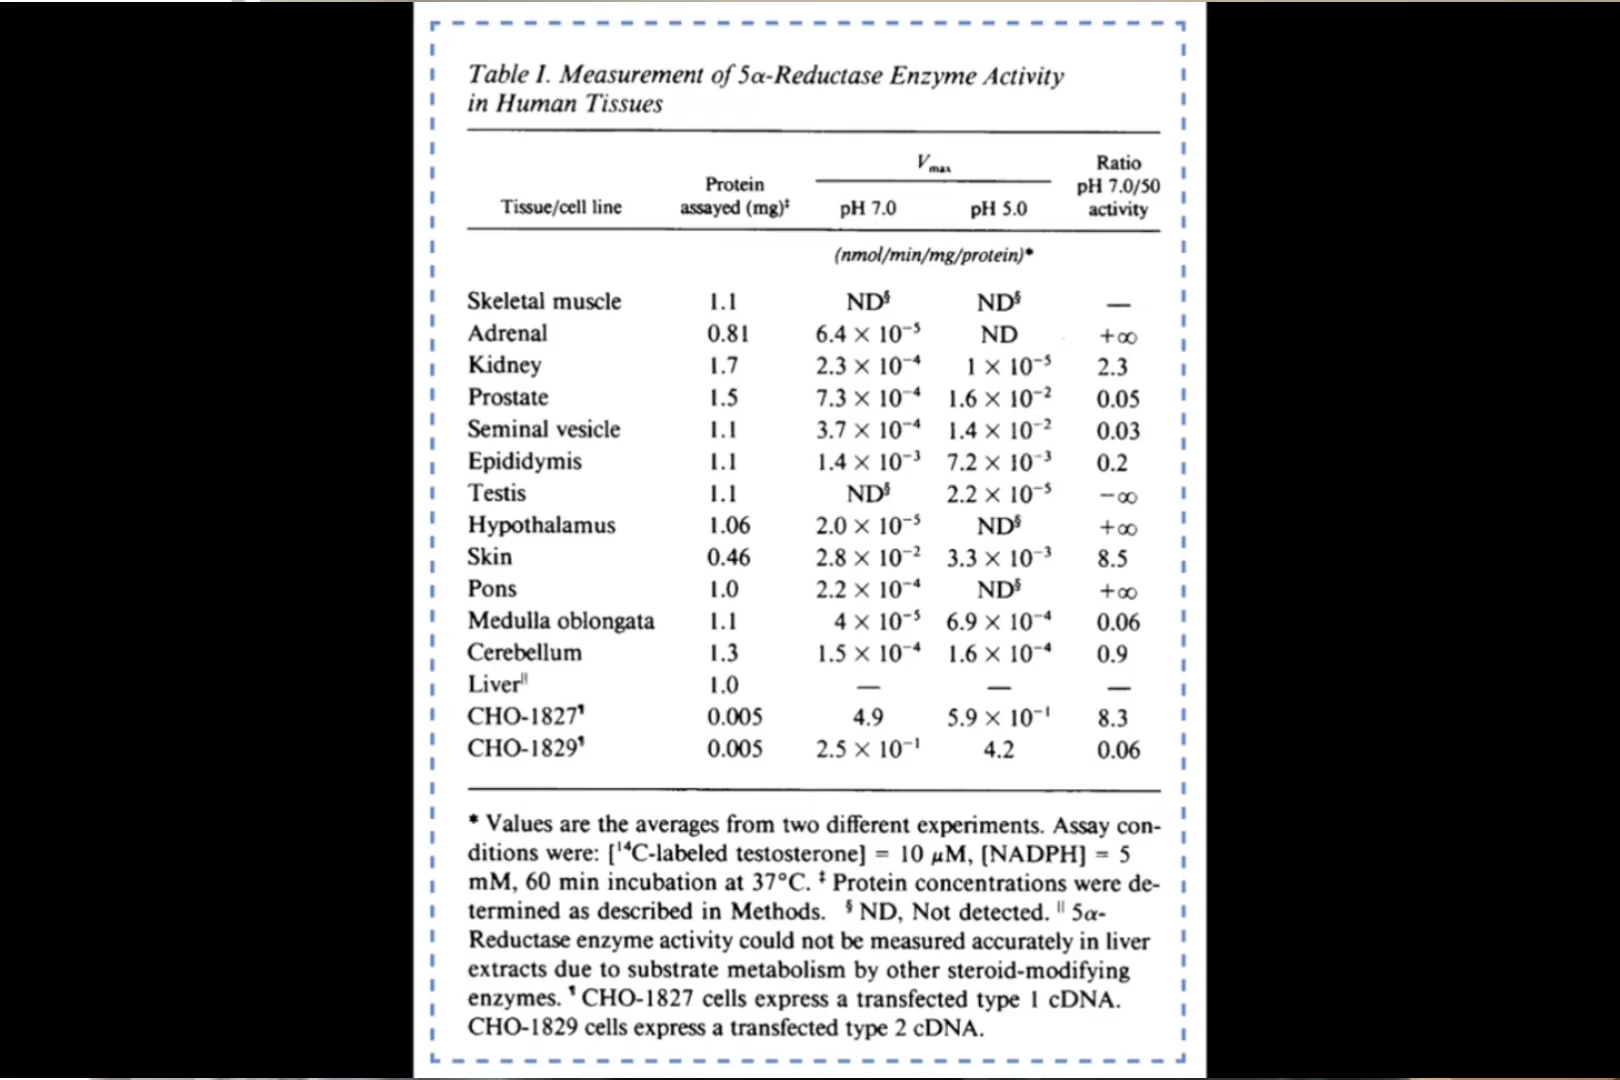 Table I. Measurement of 5α-Reductase Enzyme Activity
in Human Tissues
Vmax
Ratio
Protein
pH 7.0/50
Tissue/cell line assayed (mg)‡ pH 7.0 pH 5.0 activity
(nmol/min/mg/protein)*
Skeletal muscle 1.1 ND§ ND§ —
Adrenal 0.81 6.4 × 10⁻⁵ ND +∞
Kidney 1.7 2.3 × 10⁻⁴ 1 × 10⁻⁵ 2.3
Prostate 1.5 7.3 × 10⁻⁴ 1.6 × 10⁻² 0.05
Seminal vesicle 1.1 3.7 × 10⁻⁴ 1.4 × 10⁻² 0.03
Epididymis 1.1 1.4 × 10⁻³ 7.2 × 10⁻³ 0.2
Testis 1.1 ND§ 2.2 × 10⁻⁵ −∞
Hypothalamus 1.06 2.0 × 10⁻⁵ ND§ +∞
Skin 0.46 2.8 × 10⁻² 3.3 × 10⁻³ 8.5
Pons 1.0 2.2 × 10⁻⁴ ND§ +∞
Medulla oblongata 1.1 4 × 10⁻⁵ 6.9 × 10⁻⁴ 0.06
Cerebellum 1.3 1.5 × 10⁻⁴ 1.6 × 10⁻⁴ 0.9
Liver‖ 1.0 — — —
CHO-1827¶ 0.005 4.9 5.9 × 10⁻¹ 8.3
CHO-1829¶ 0.005 2.5 × 10⁻¹ 4.2 0.06
* Values are the averages from two different experiments. Assay con-
ditions were: [¹⁴C-labeled testosterone] = 10 μM, [NADPH] = 5
mM, 60 min incubation at 37°C. ‡ Protein concentrations were de-
termined as described in Methods. § ND, Not detected. ‖ 5α-
Reductase enzyme activity could not be measured accurately in liver
extracts due to substrate metabolism by other steroid-modifying
enzymes. ¶ CHO-1827 cells express a transfected type 1 cDNA.
CHO-1829 cells express a transfected type 2 cDNA.